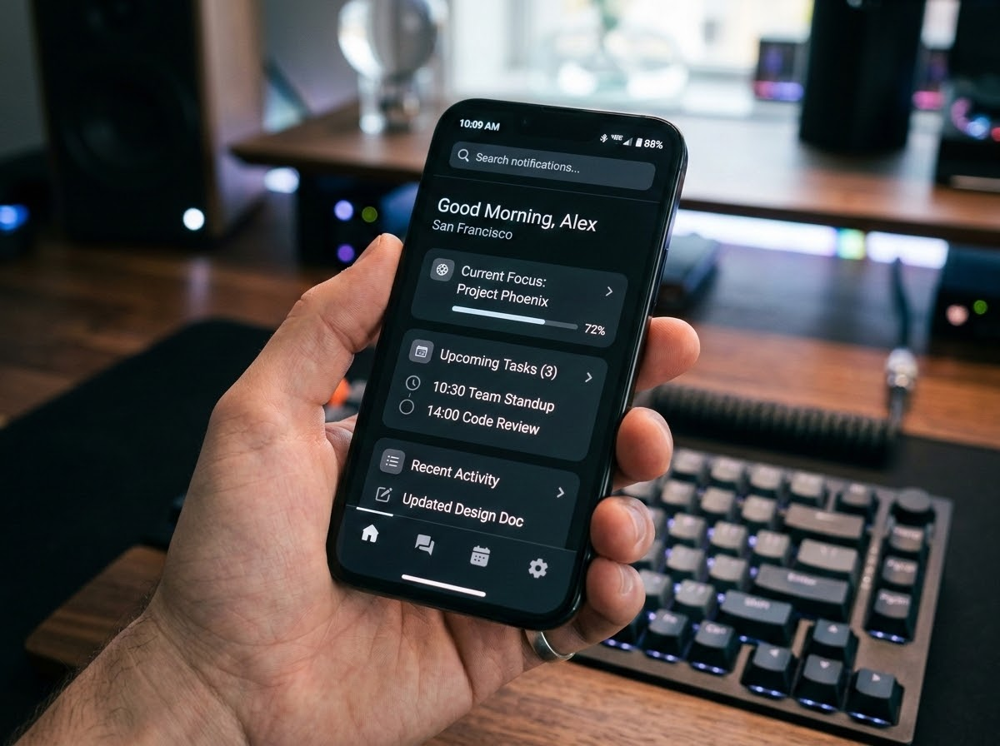 10:09 AM
88%
Search notifications...
Good Morning, Alex
San Francisco
Current Focus:
Project Phoenix
72%
Upcoming Tasks (3)
10:30 Team Standup
14:00 Code Review
Recent Activity
Updated Design Doc
Enter
Shift